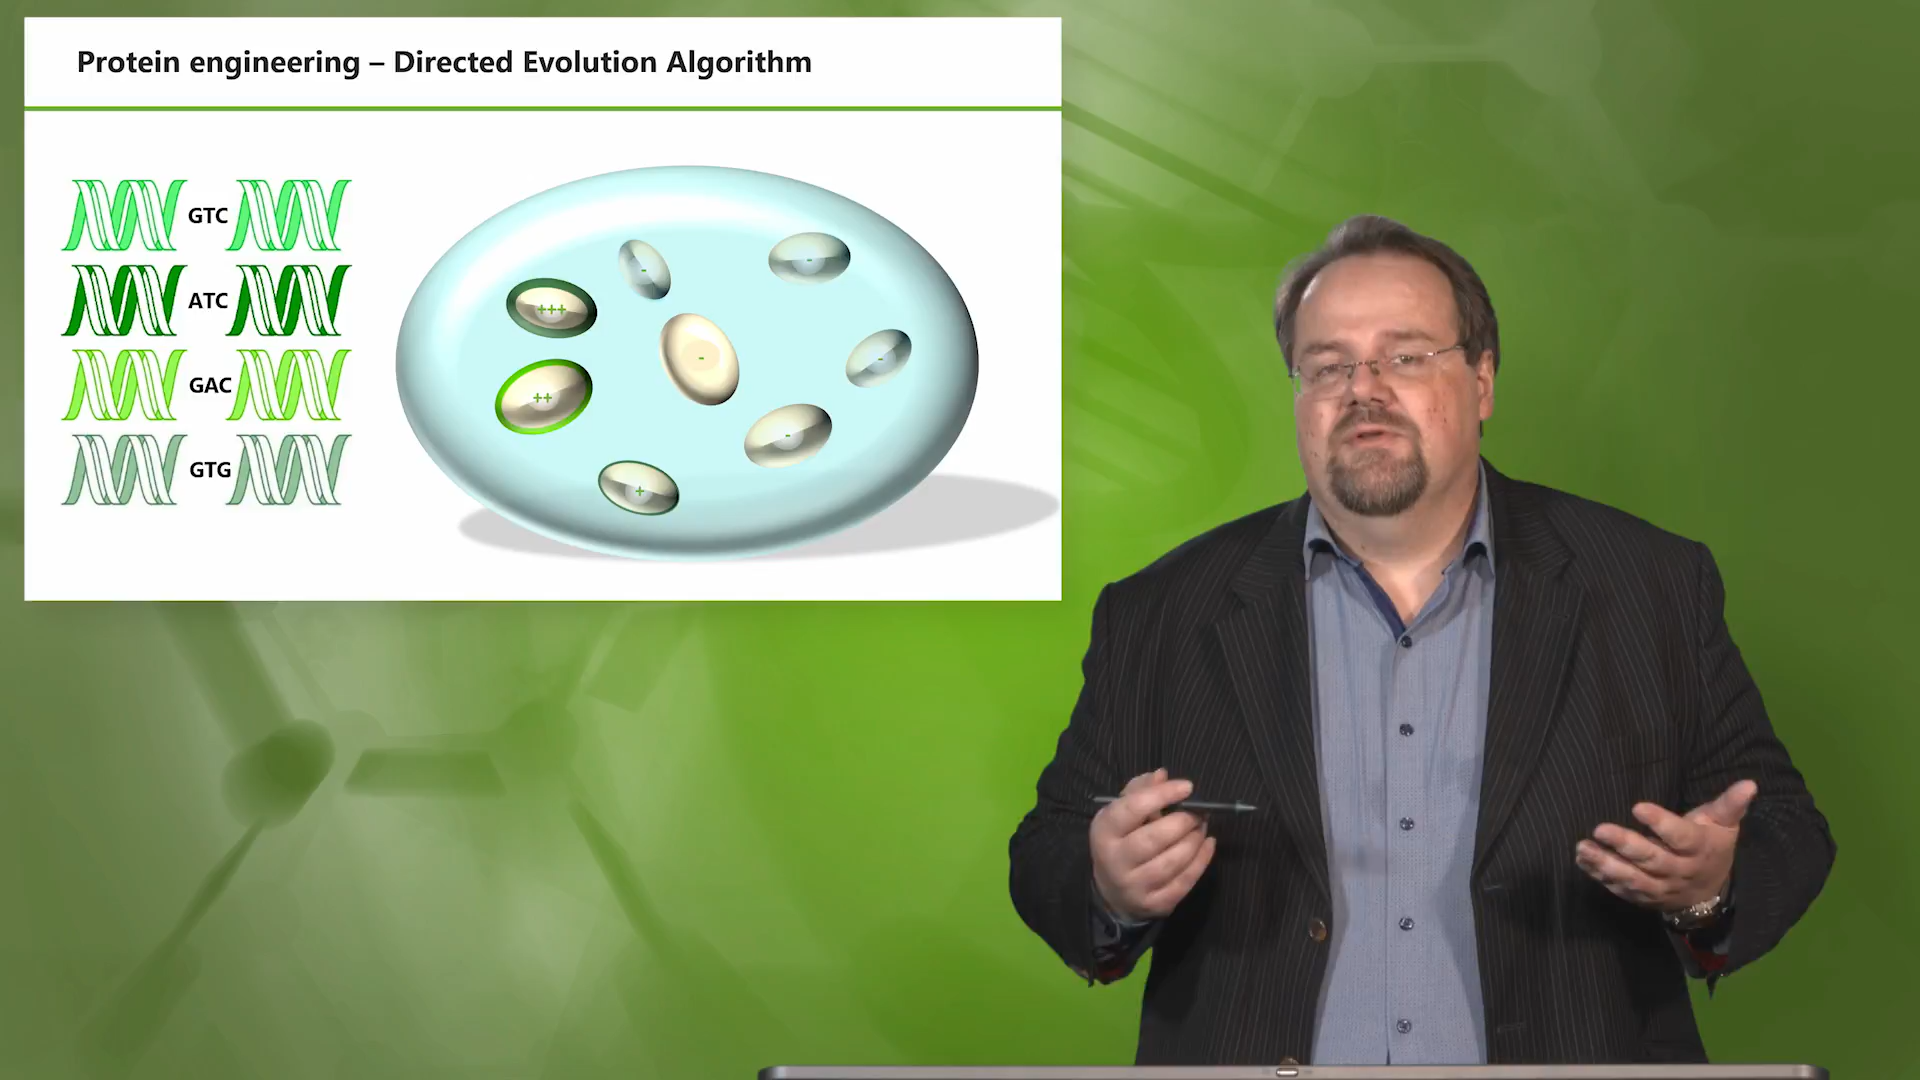 Protein engineering – Directed Evolution Algorithm
GTC
ATC
GAC
GTG
-
-
+++
-
-
++
-
+